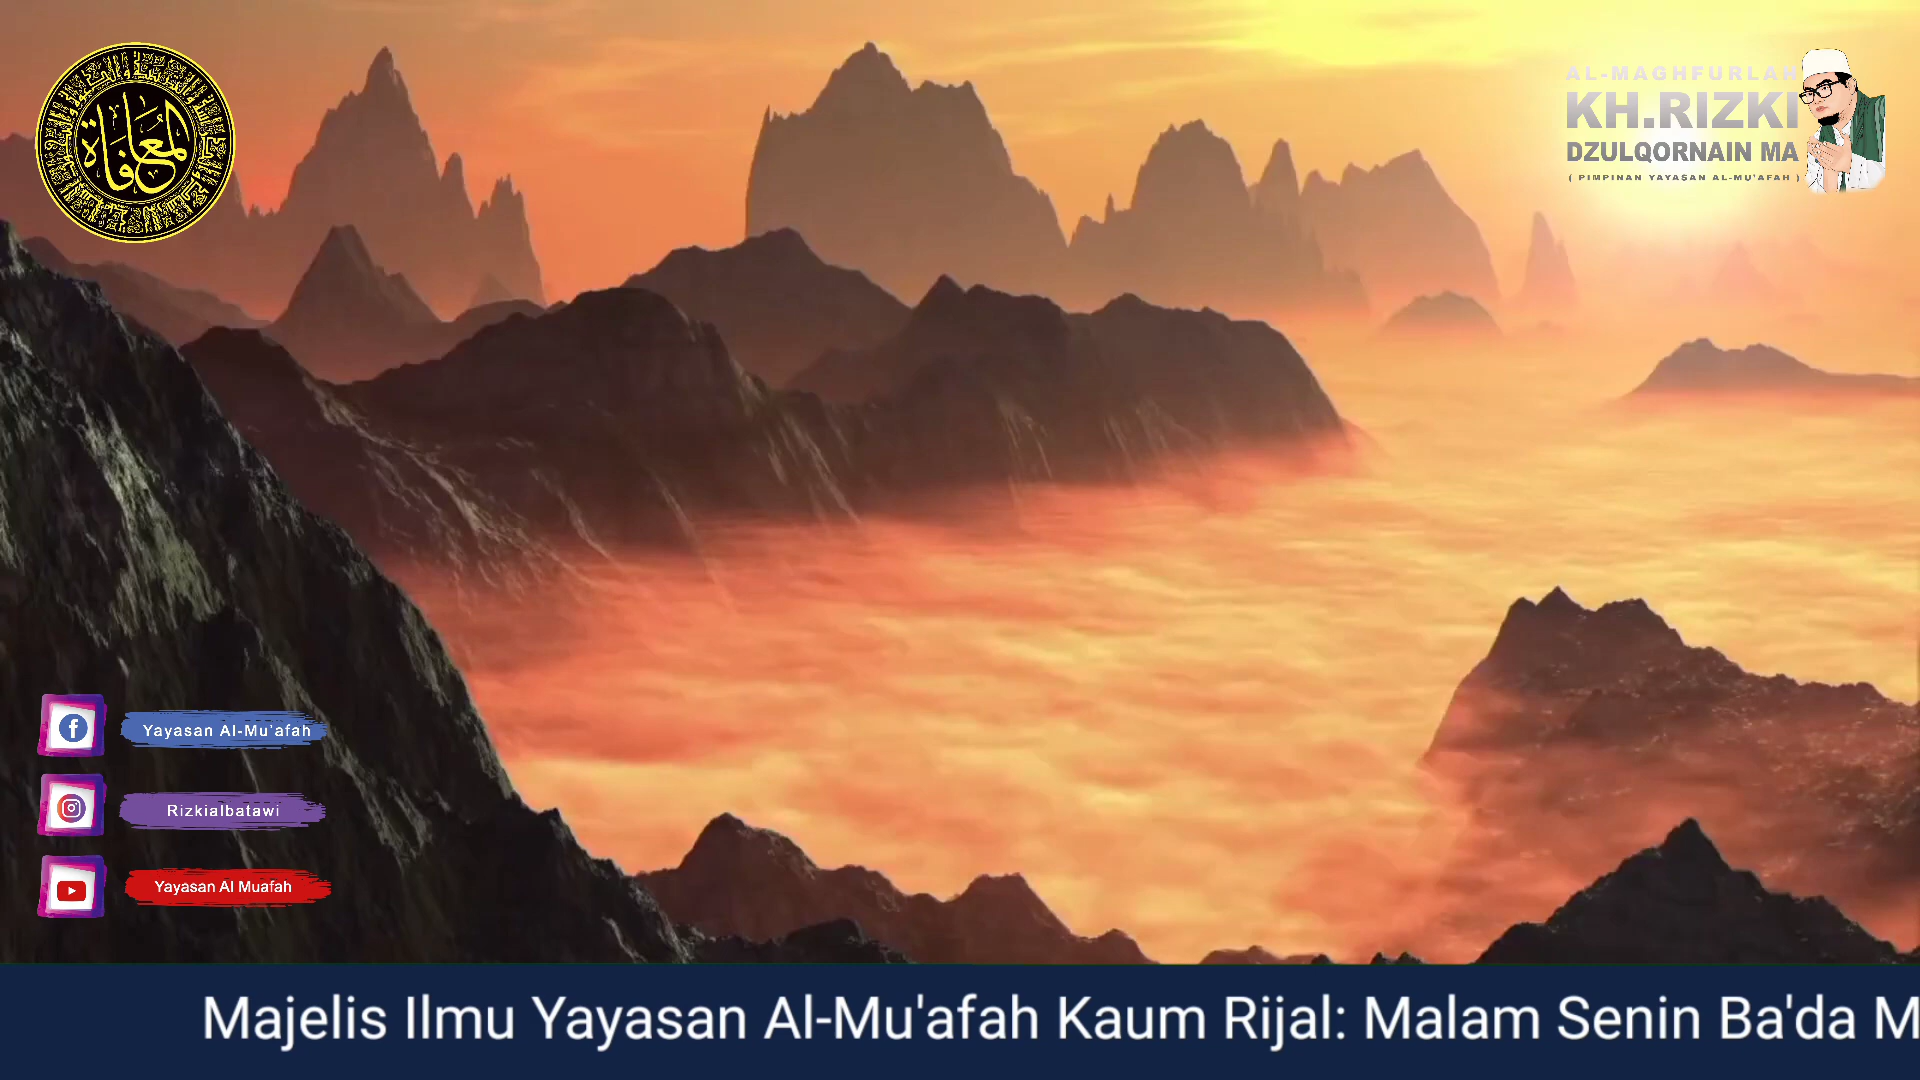 المعافاة
AL-MAGHFURLAH
KH.RIZKI
DZULQORNAIN MA
( PIMPINAN YAYASAN AL-MU'AFAH )
Yayasan Al-Mu'afah
Rizkialbatawi
Yayasan Al Muafah
Majelis Ilmu Yayasan Al-Mu'afah Kaum Rijal: Malam Senin Ba'da M